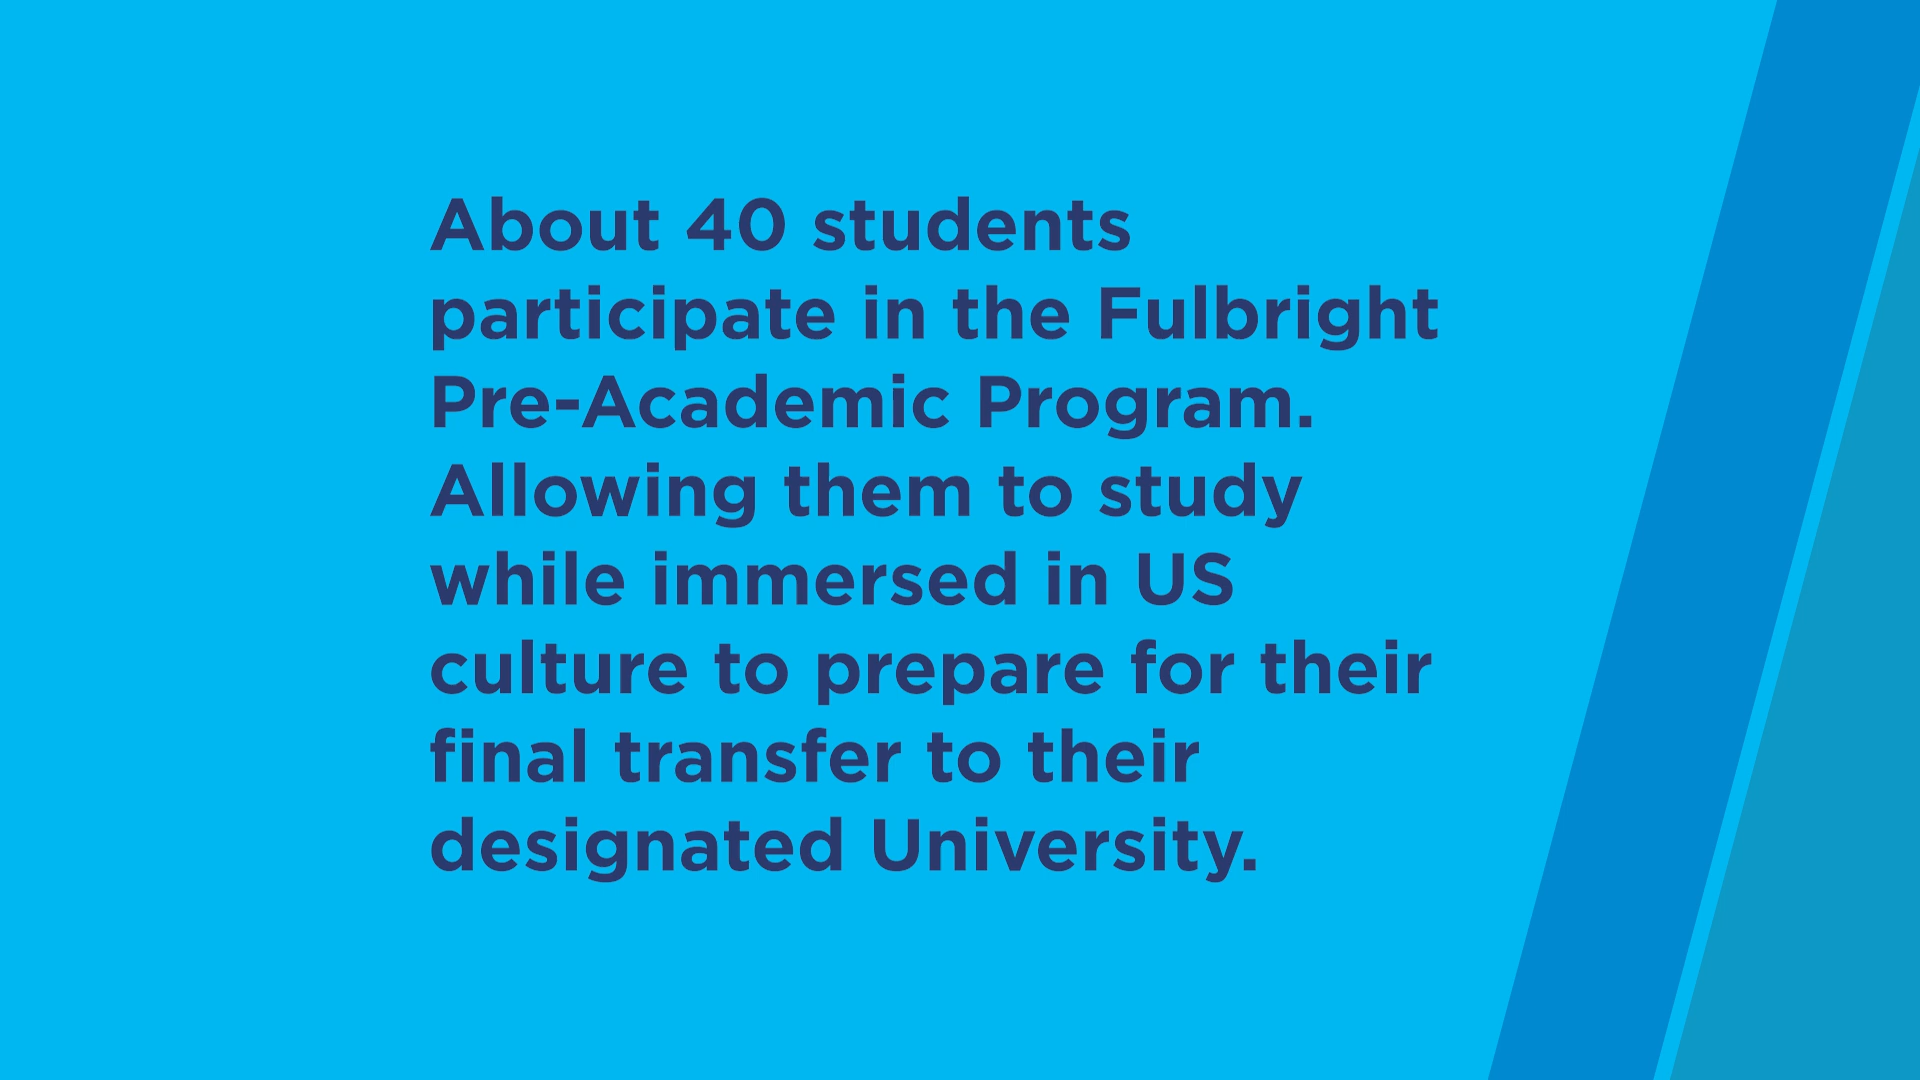 About 40 students
participate in the Fulbright
Pre-Academic Program.
Allowing them to study
while immersed in US
culture to prepare for their
final transfer to their
designated University.